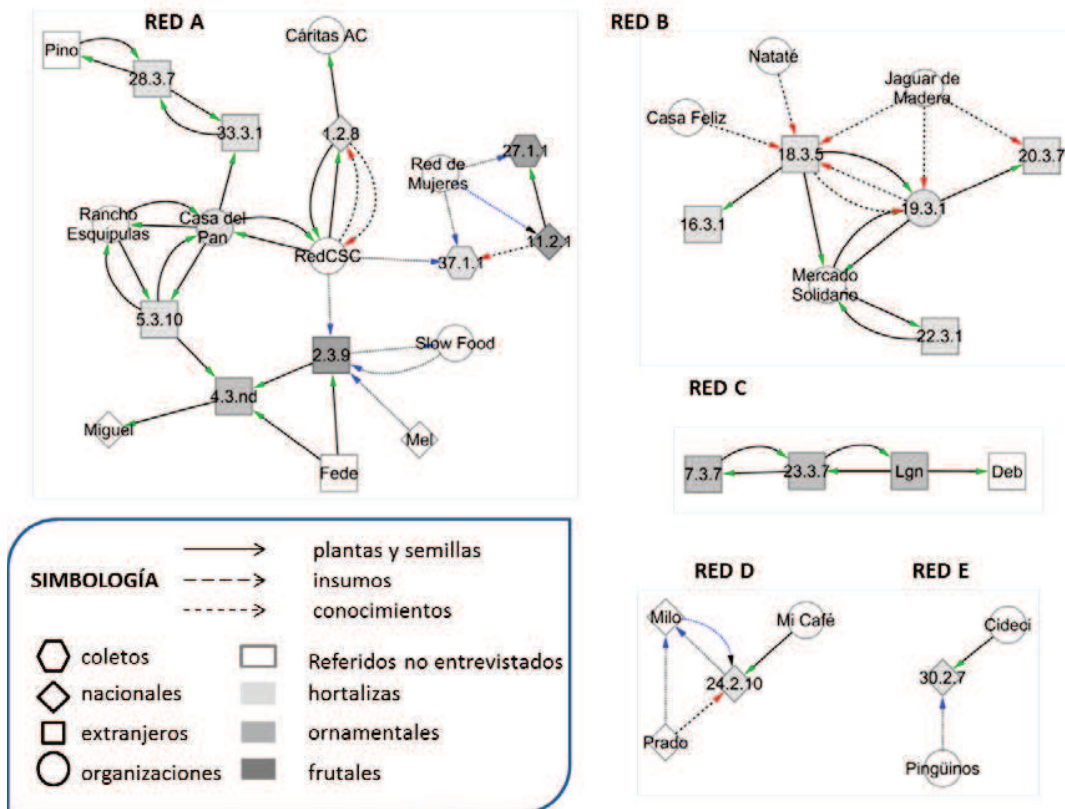 RED A
Pino
28.3.7
33.3.1
Cáritas AC
1.2.8
Red de
Mujeres
27.1.1
11.2.1
37.1.1
Rancho
Esquipulas
Casa del
Pan
RedCSC
5.3.10
2.3.9
Slow Food
4.3.nd
Miguel
Mel
Fede
RED B
Nataté
Jaguar de
Madera
Casa Feliz
18.3.5
20.3.7
19.3.1
16.3.1
Mercado
Solidario
22.3.1
RED C
7.3.7
23.3.7
Lgn
Deb
SIMBOLOGÍA
plantas y semillas
insumos
conocimientos
coletos
nacionales
extranjeros
organizaciones
Referidos no entrevistados
hortalizas
ornamentales
frutales
RED D
Milo
Mi Café
24.2.10
Prado
RED E
Cideci
30.2.7
Pingüinos